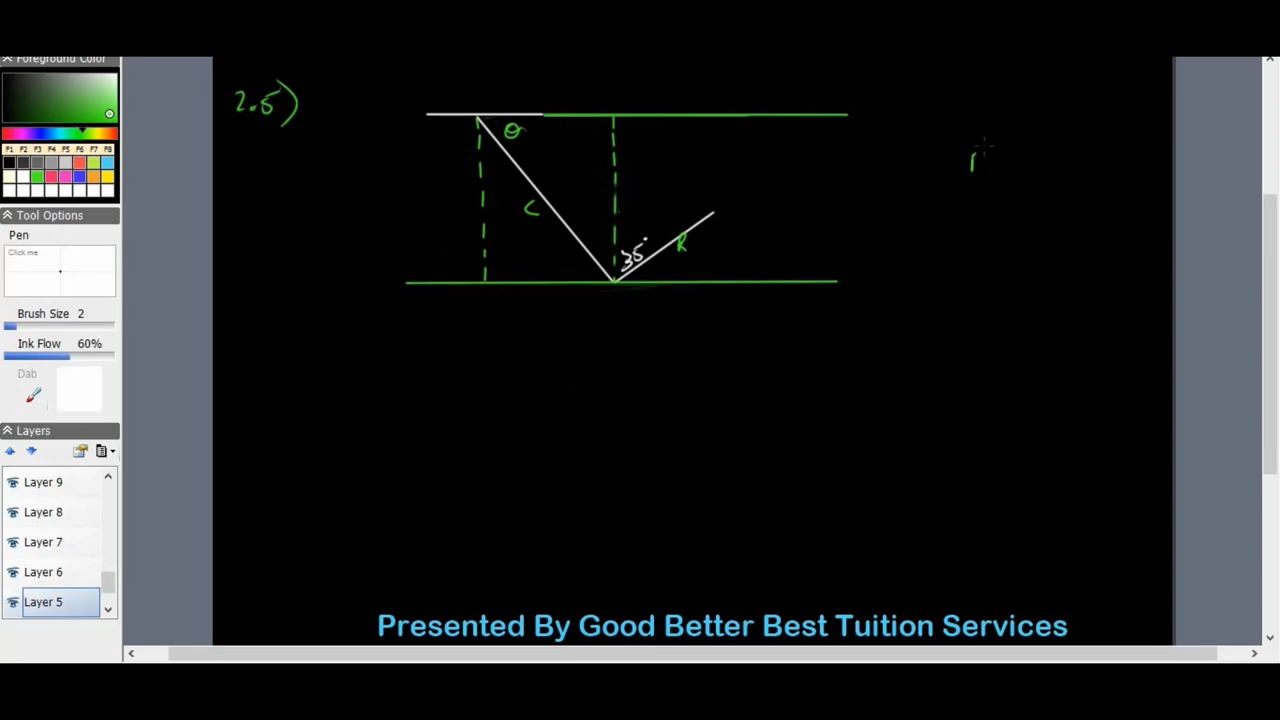 Foreground Color
F1 F2 F3 F4 F5 F6 F7 F8
Tool Options
Pen
Click me
Brush Size 2
Ink Flow 60%
Dab
Layers
Layer 9
Layer 8
Layer 7
Layer 6
Layer 5
2.5)
θ
C
35°
R
Presented By Good Better Best Tuition Services